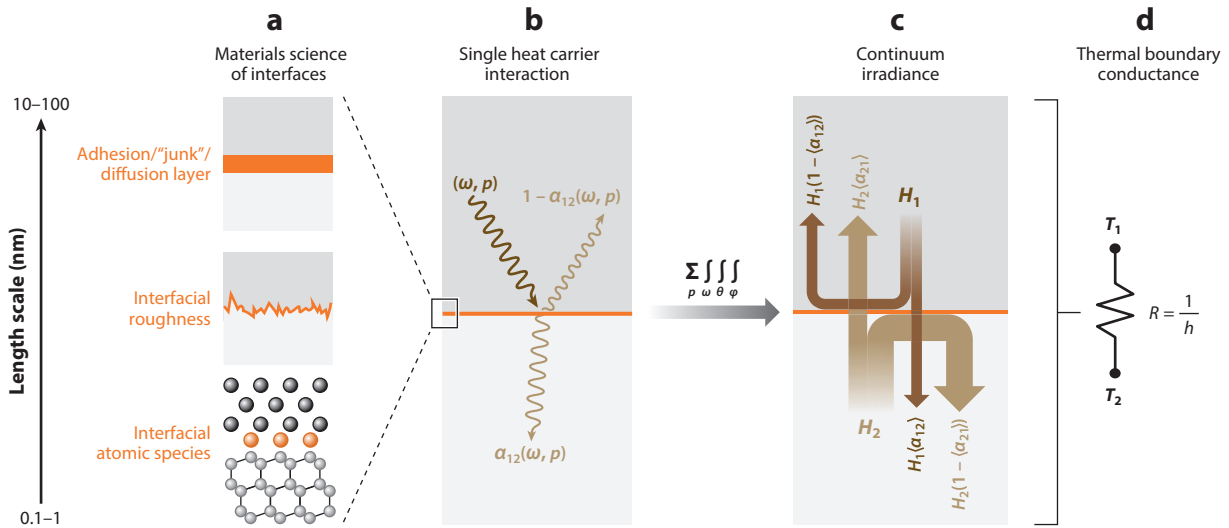 a
Materials science
of interfaces
b
Single heat carrier
interaction
c
Continuum
irradiance
d
Thermal boundary
conductance
Length scale (nm)
10–100
0.1–1
Adhesion/“junk”/
diffusion layer
Interfacial
roughness
Interfacial
atomic species
(ω, p)
1 – α12(ω, p)
α12(ω, p)
Σ ∫ ∫ ∫
p ω θ φ
H1(1 – ⟨α12⟩)
H2⟨α21⟩
H1
H2
H1⟨α12⟩
H2(1 – ⟨α21⟩)
T1
R = 1/h
T2